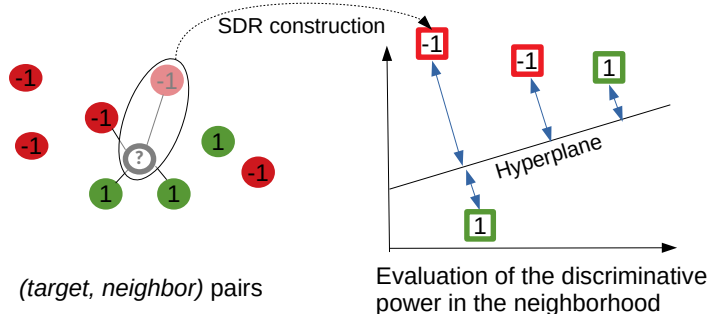 SDR construction
-1
-1
1
-1
-1
-1
-1
?
1
-1
1
1
Hyperplane
1
(target, neighbor) pairs
Evaluation of the discriminative
power in the neighborhood